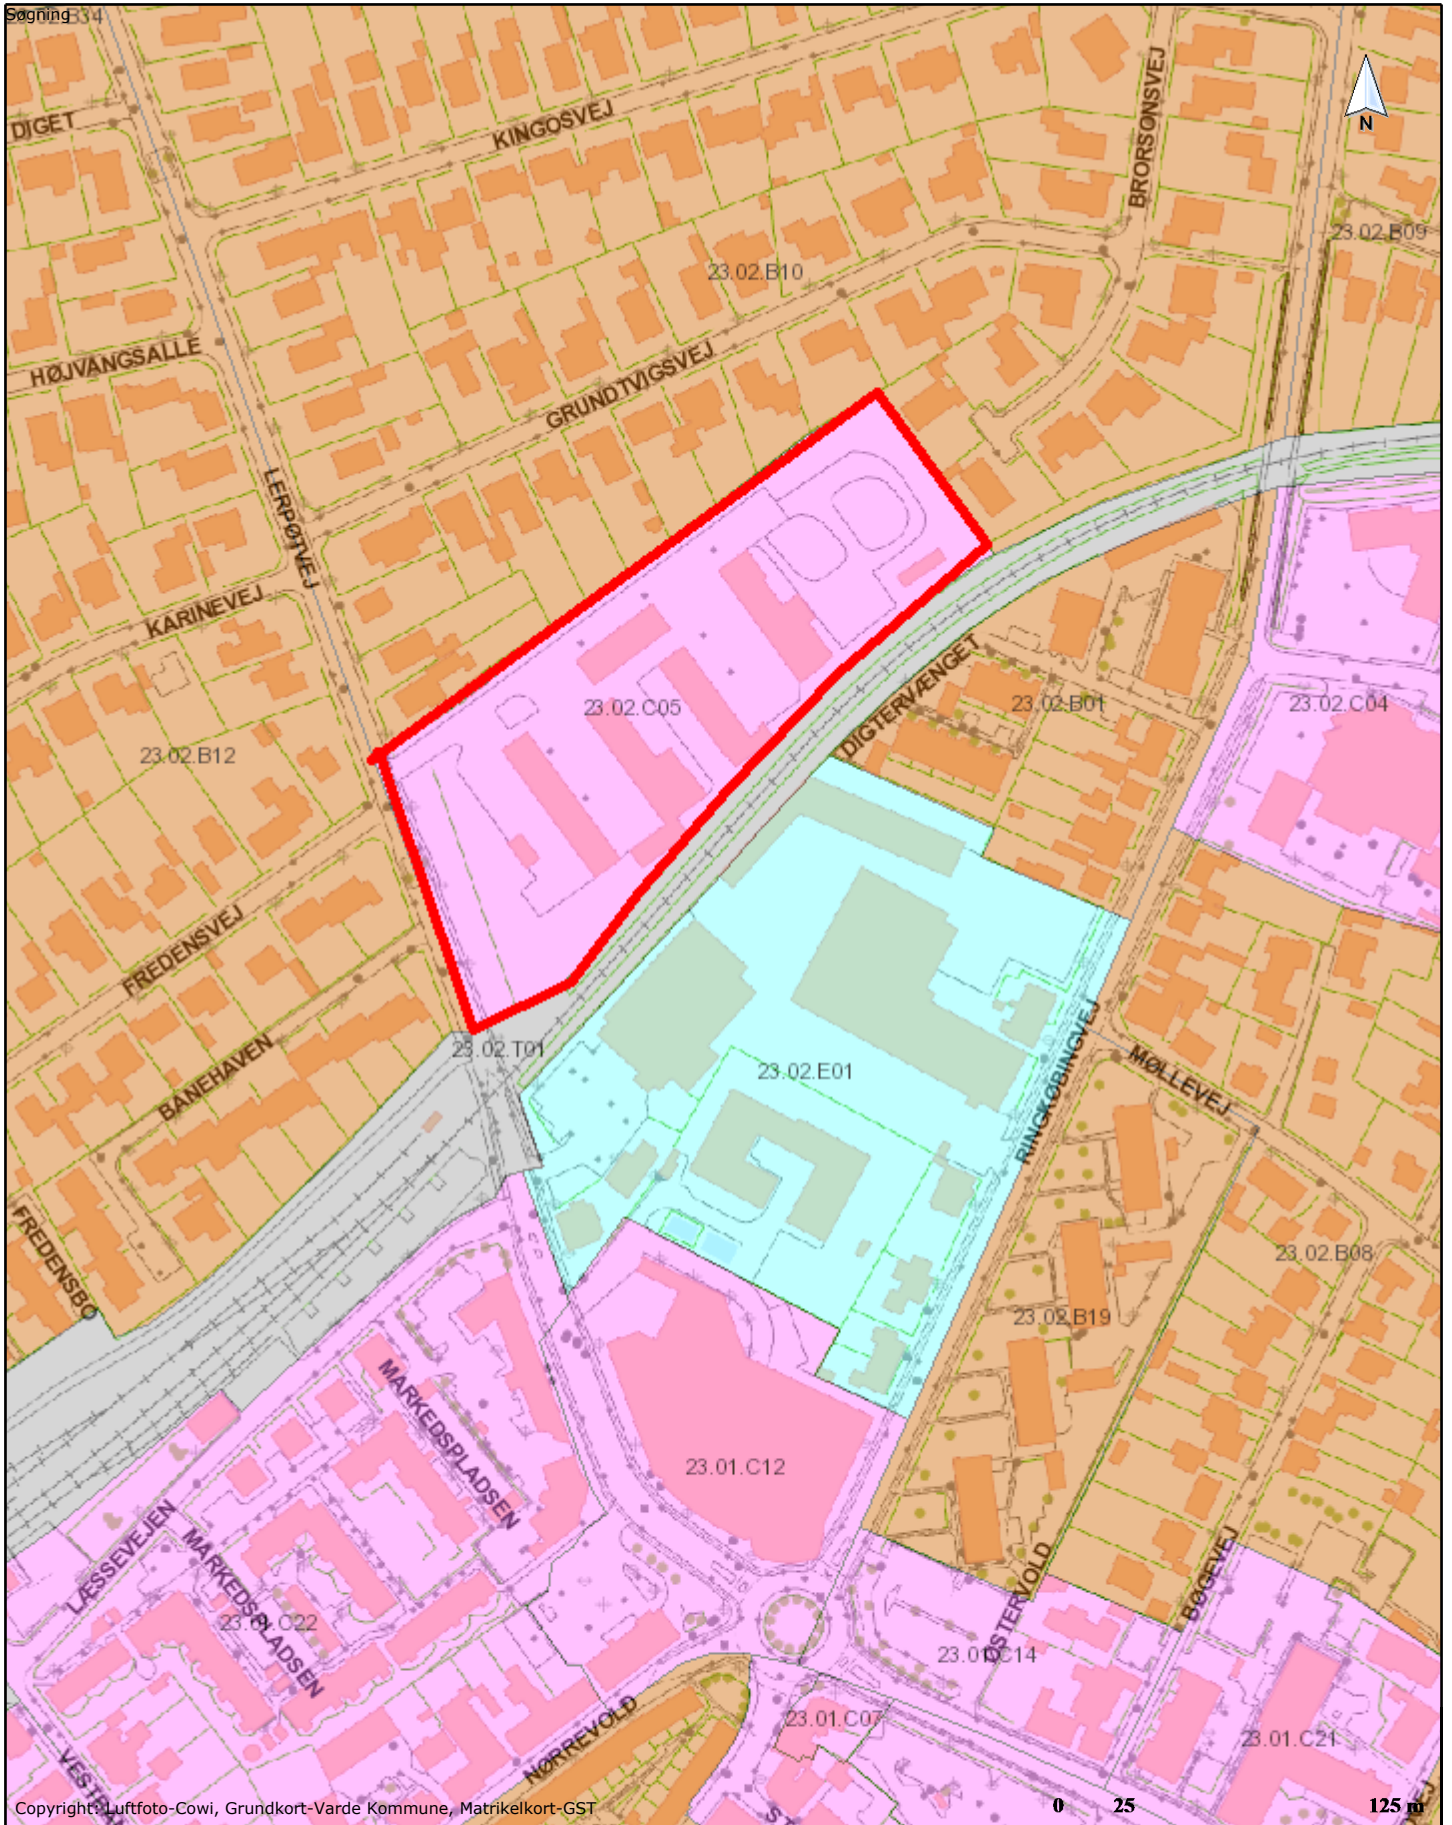 Søgning
23.02.B34
DIGET
KINGOSVEJ
BRORSONSVEJ
N
23.02.B09
23.02.B10
HØJVANGSALLE
GRUNDTVIGSVEJ
LERPØTVEJ
KARINEVEJ
23.02.C05
DIGTERVÆNGET
23.02.B01
23.02.C04
23.02.B12
FREDENSVEJ
BANEHAVEN
23.02.T01
23.02.E01
RINGKØBINGVEJ
MØLLEVEJ
FREDENSBO
23.02.B08
23.02.B19
MARKEDSPLADSEN
23.01.C12
LÆSSEVEJEN
MARKEDSPLADSEN
23.01.C22
ØSTERVOLD
BØGEVEJ
23.01.C14
NØRREVOLD
23.01.C07
23.01.C21
Copyright: Luftfoto-Cowi, Grundkort-Varde Kommune, Matrikelkort-GST
0 25 125 m